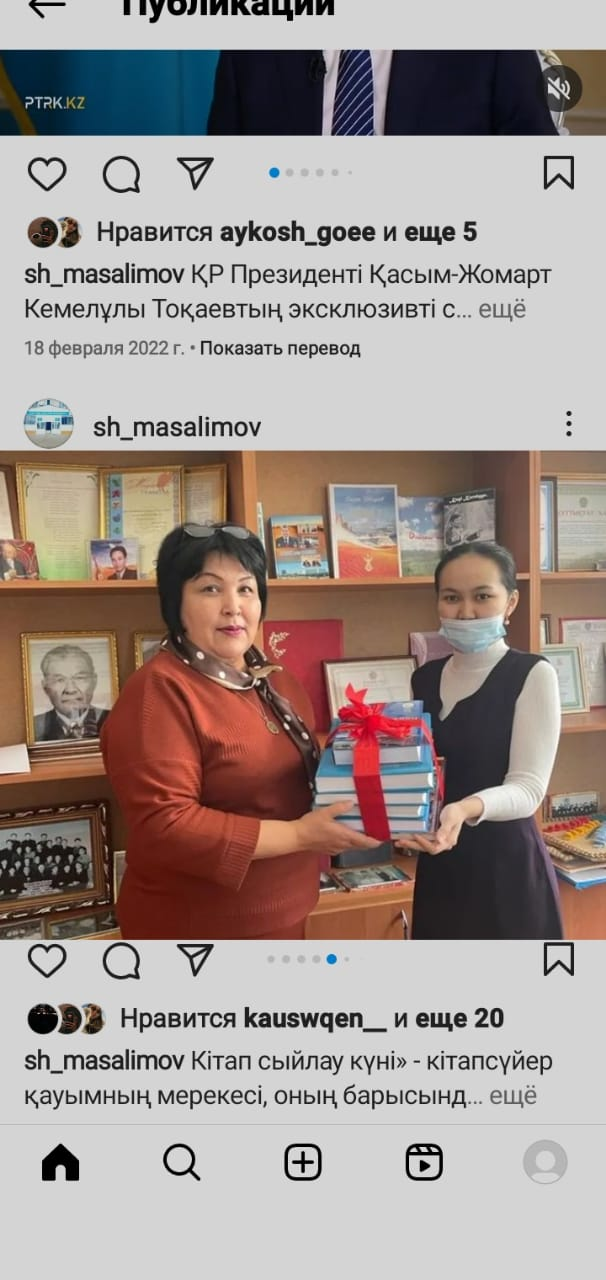 Публикации
PTRK.KZ
Нравится aykosh_goee и еще 5
sh_masalimov ҚР Президенті Қасым-Жомарт
Кемелұлы Тоқаевтың эксклюзивті с... ещё
18 февраля 2022 г. • Показать перевод
sh_masalimov
Нравится kauswqen__ и еще 20
sh_masalimov Кітап сыйлау күні» - кітапсүйер
қауымның мерекесі, оның барысынд... ещё